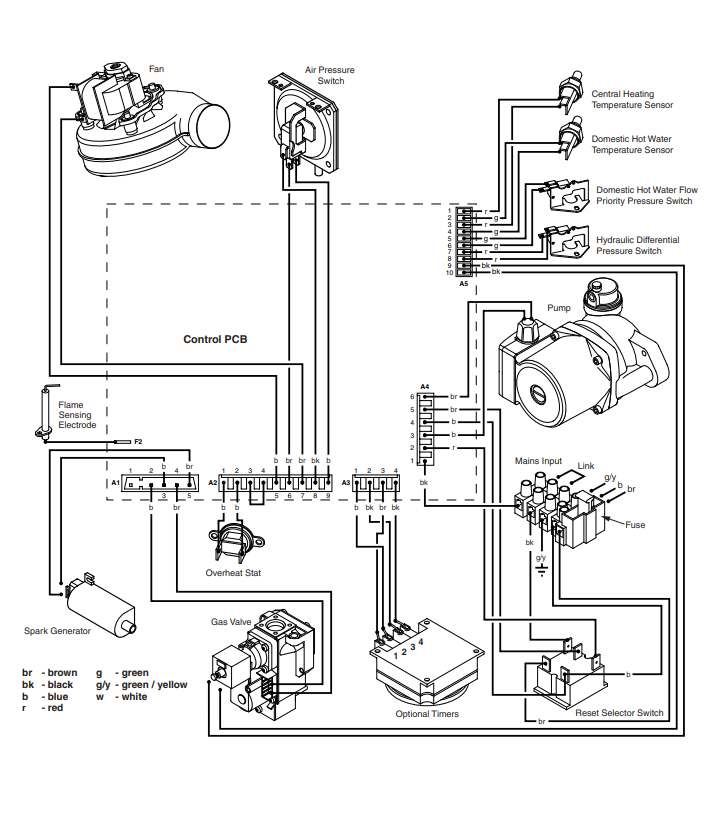 Fan
Air Pressure
Switch
Central Heating
Temperature Sensor
Domestic Hot Water
Temperature Sensor
Domestic Hot Water Flow
Priority Pressure Switch
Hydraulic Differential
Pressure Switch
1 r
2 g
3 r
4 g
5 g
6 g
7 r
8 r
9 bk
10 bk
A5
Pump
Control PCB
A4
6 br
5 br
4 b
3 b
2 r
1
bk
Flame
Sensing
Electrode
F2
b br
b br br bk b
Mains Input
Link
g/y
b
br
Fuse
bk
g/y
A1
1 2 4
3 5
b br
A2
1 2 3 4
5 6 7 8 9
b b
A3
1 2 3 4
b bk br bk
Overheat Stat
Spark Generator
Gas Valve
1 2 3 4
Optional Timers
b
br
Reset Selector Switch
br - brown g - green
bk - black g/y - green / yellow
b - blue w - white
r - red